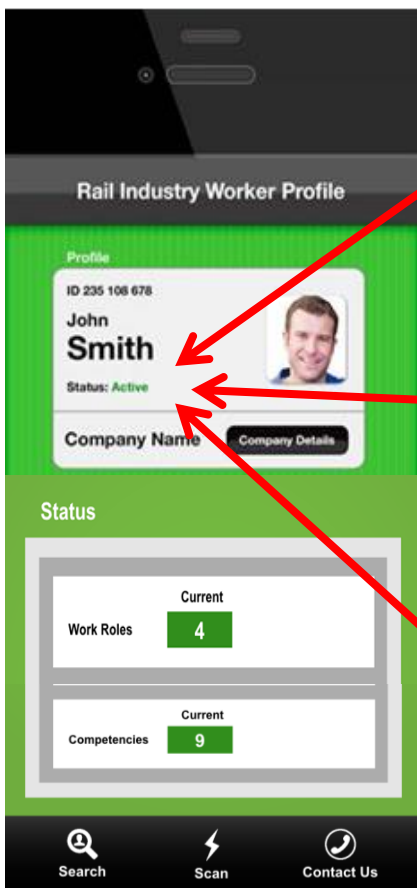 Rail Industry Worker Profile
Profile
ID 235 108 678
John
Smith
Status: Active
Company Name
Company Details
Status
Current
Work Roles 4
Current
Competencies 9
Search Scan Contact Us